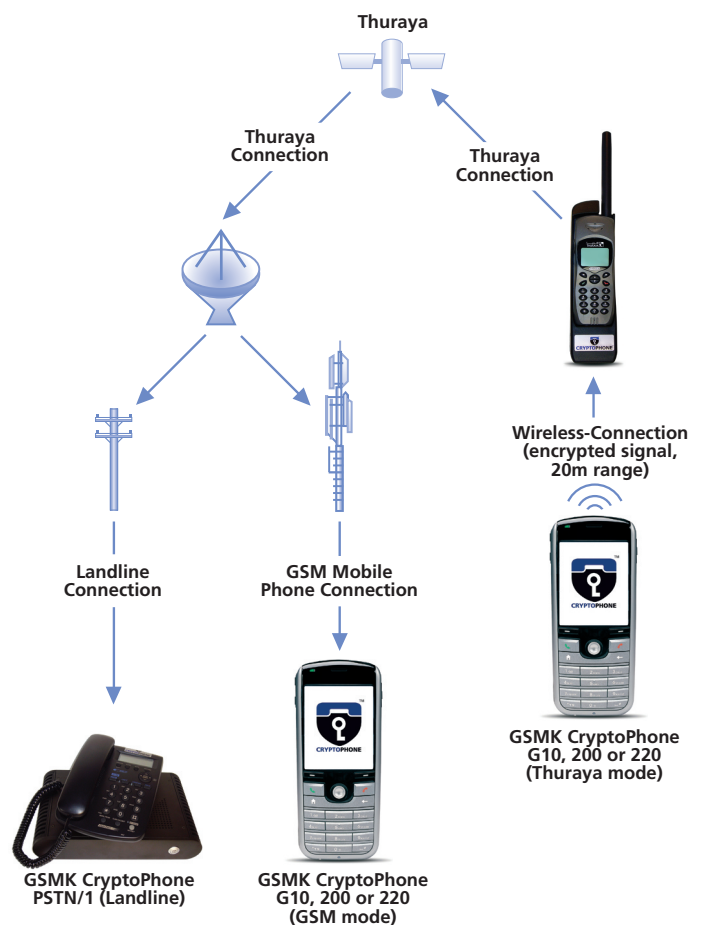 Thuraya
Thuraya
Connection
Thuraya
Connection
CRYPTOPHONE
Wireless-Connection
(encrypted signal,
20m range)
Landline
Connection
GSM Mobile
Phone Connection
TM
CRYPTOPHONE
GSMK CryptoPhone
G10, 200 or 220
(Thuraya mode)
CRYPTOPHONE
GSMK CryptoPhone
PSTN/1 (Landline)
GSMK CryptoPhone
G10, 200 or 220
(GSM mode)